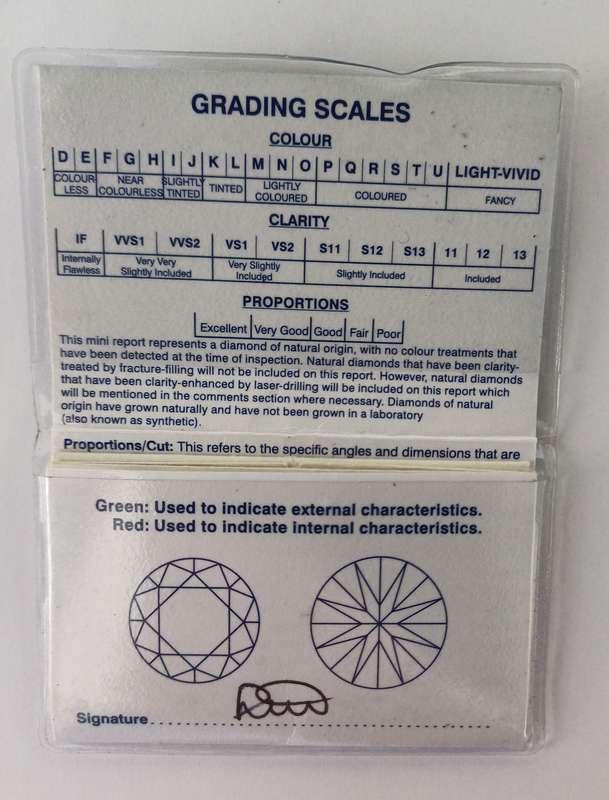 GRADING SCALES
COLOUR
D E F G H I J K L M N O P Q R S T U LIGHT-VIVID
COLOUR- NEAR SLIGHTLY TINTED LIGHTLY COLOURED FANCY
LESS COLOURLESS TINTED COLOURED
CLARITY
IF VVS1 VVS2 VS1 VS2 S11 S12 S13 11 12 13
Internally Very Very Very Slightly Slightly Included Included
Flawless Slightly Included Included
PROPORTIONS
Excellent Very Good Good Fair Poor
This mini report represents a diamond of natural origin, with no colour treatments that
have been detected at the time of inspection. Natural diamonds that have been clarity-
treated by fracture-filling will not be included on this report. However, natural diamonds
that have been clarity-enhanced by laser-drilling will be included on this report which
will be mentioned in the comments section where necessary. Diamonds of natural
origin have grown naturally and have not been grown in a laboratory
(also known as synthetic).
Proportions/Cut: This refers to the specific angles and dimensions that are
Green: Used to indicate external characteristics.
Red: Used to indicate internal characteristics.
Signature